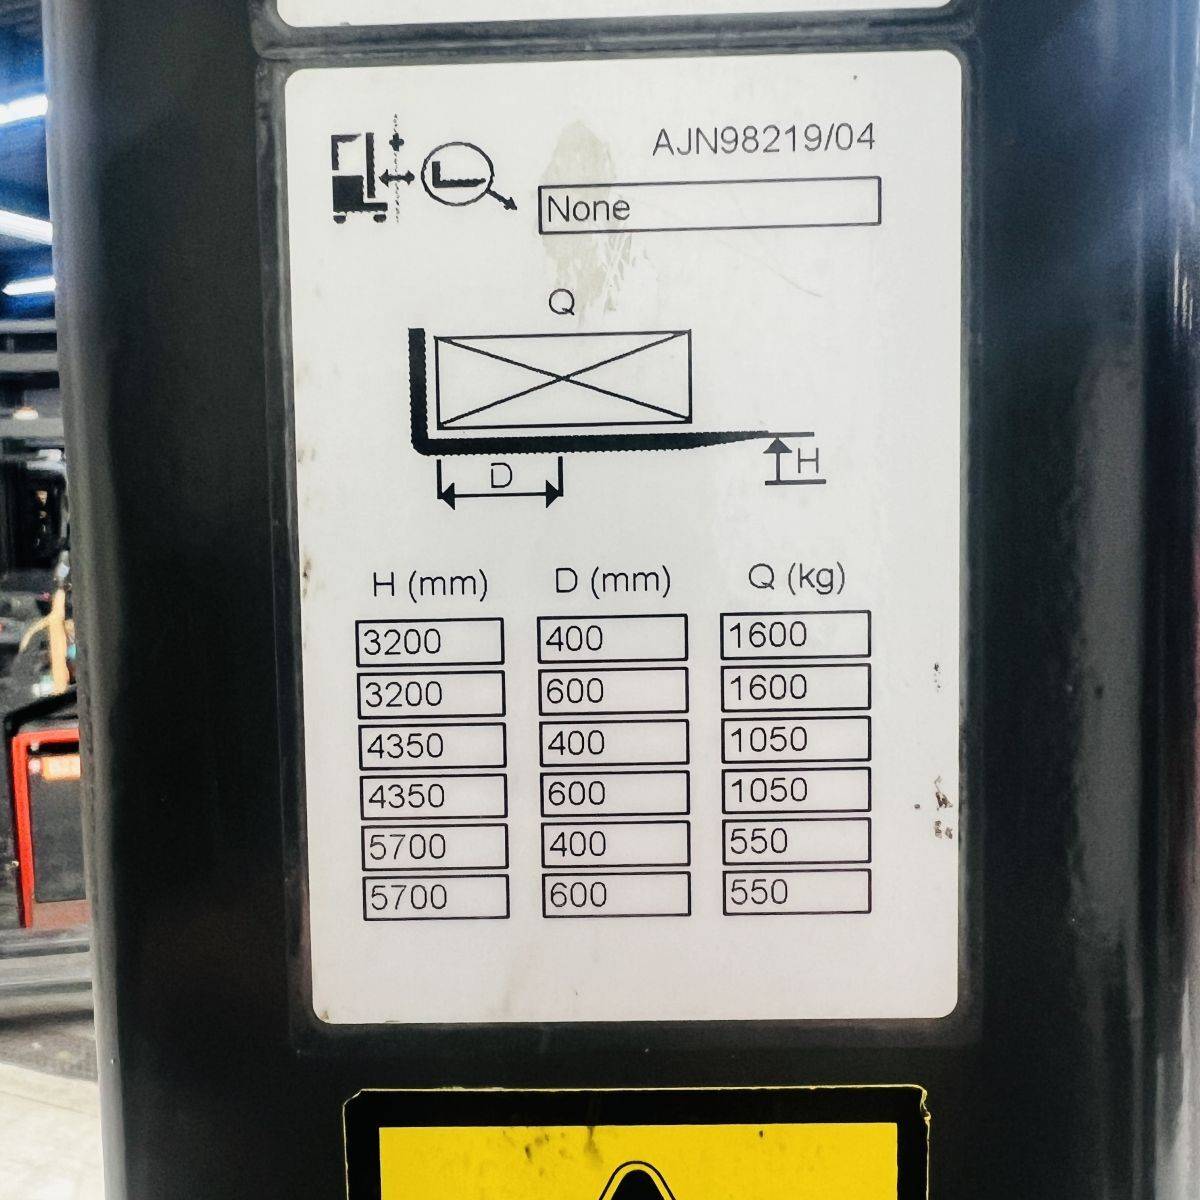 AJN98219/04
None
Q
D
H
H (mm) D (mm) Q (kg)
3200 400 1600
3200 600 1600
4350 400 1050
4350 600 1050
5700 400 550
5700 600 550